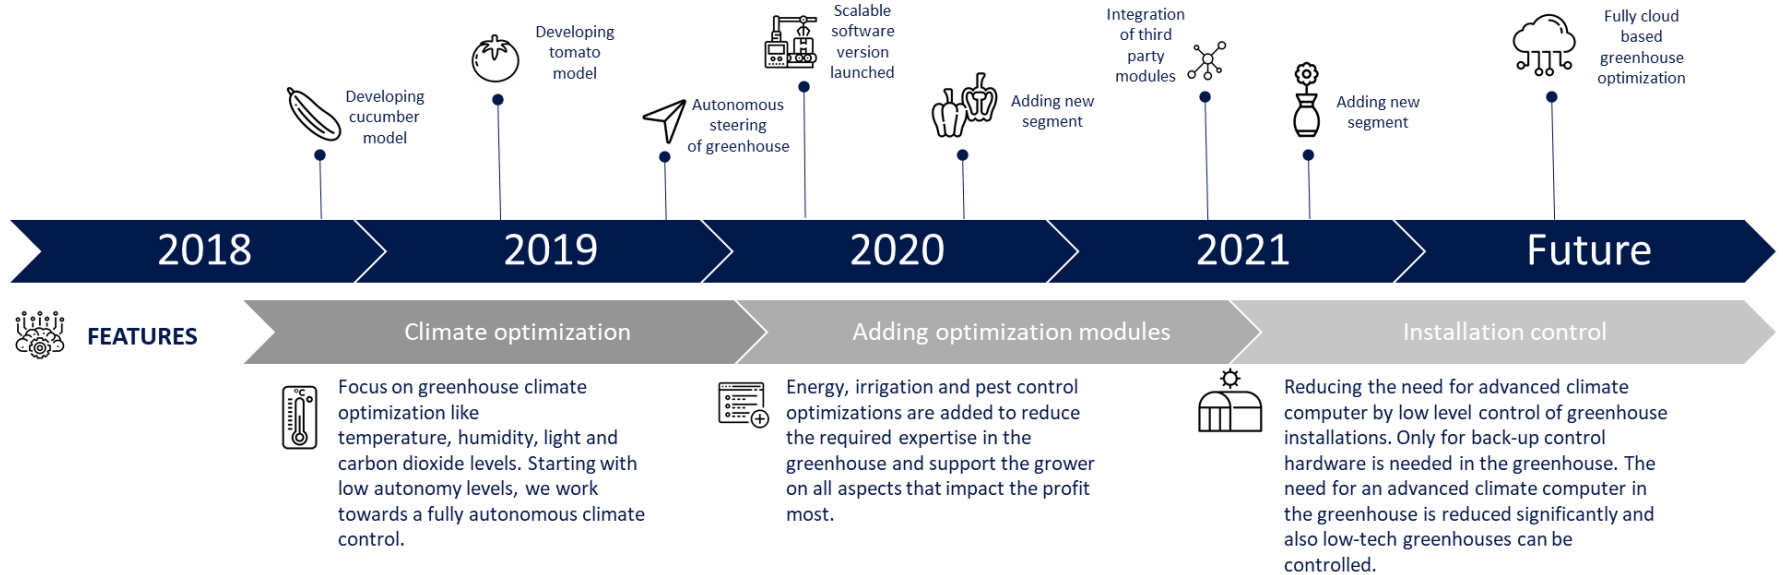 Developing
cucumber
model
Developing
tomato
model
Autonomous
steering
of greenhouse
Scalable
software
version
launched
Adding new
segment
Integration
of third
party
modules
Adding new
segment
Fully cloud
based
greenhouse
optimization
2018
2019
2020
2021
Future
FEATURES
Climate optimization
Adding optimization modules
Installation control
°C
Focus on greenhouse climate
optimization like
temperature, humidity, light and
carbon dioxide levels. Starting with
low autonomy levels, we work
towards a fully autonomous climate
control.
Energy, irrigation and pest control
optimizations are added to reduce
the required expertise in the
greenhouse and support the grower
on all aspects that impact the profit
most.
Reducing the need for advanced climate
computer by low level control of greenhouse
installations. Only for back-up control
hardware is needed in the greenhouse. The
need for an advanced climate computer in
the greenhouse is reduced significantly and
also low-tech greenhouses can be
controlled.